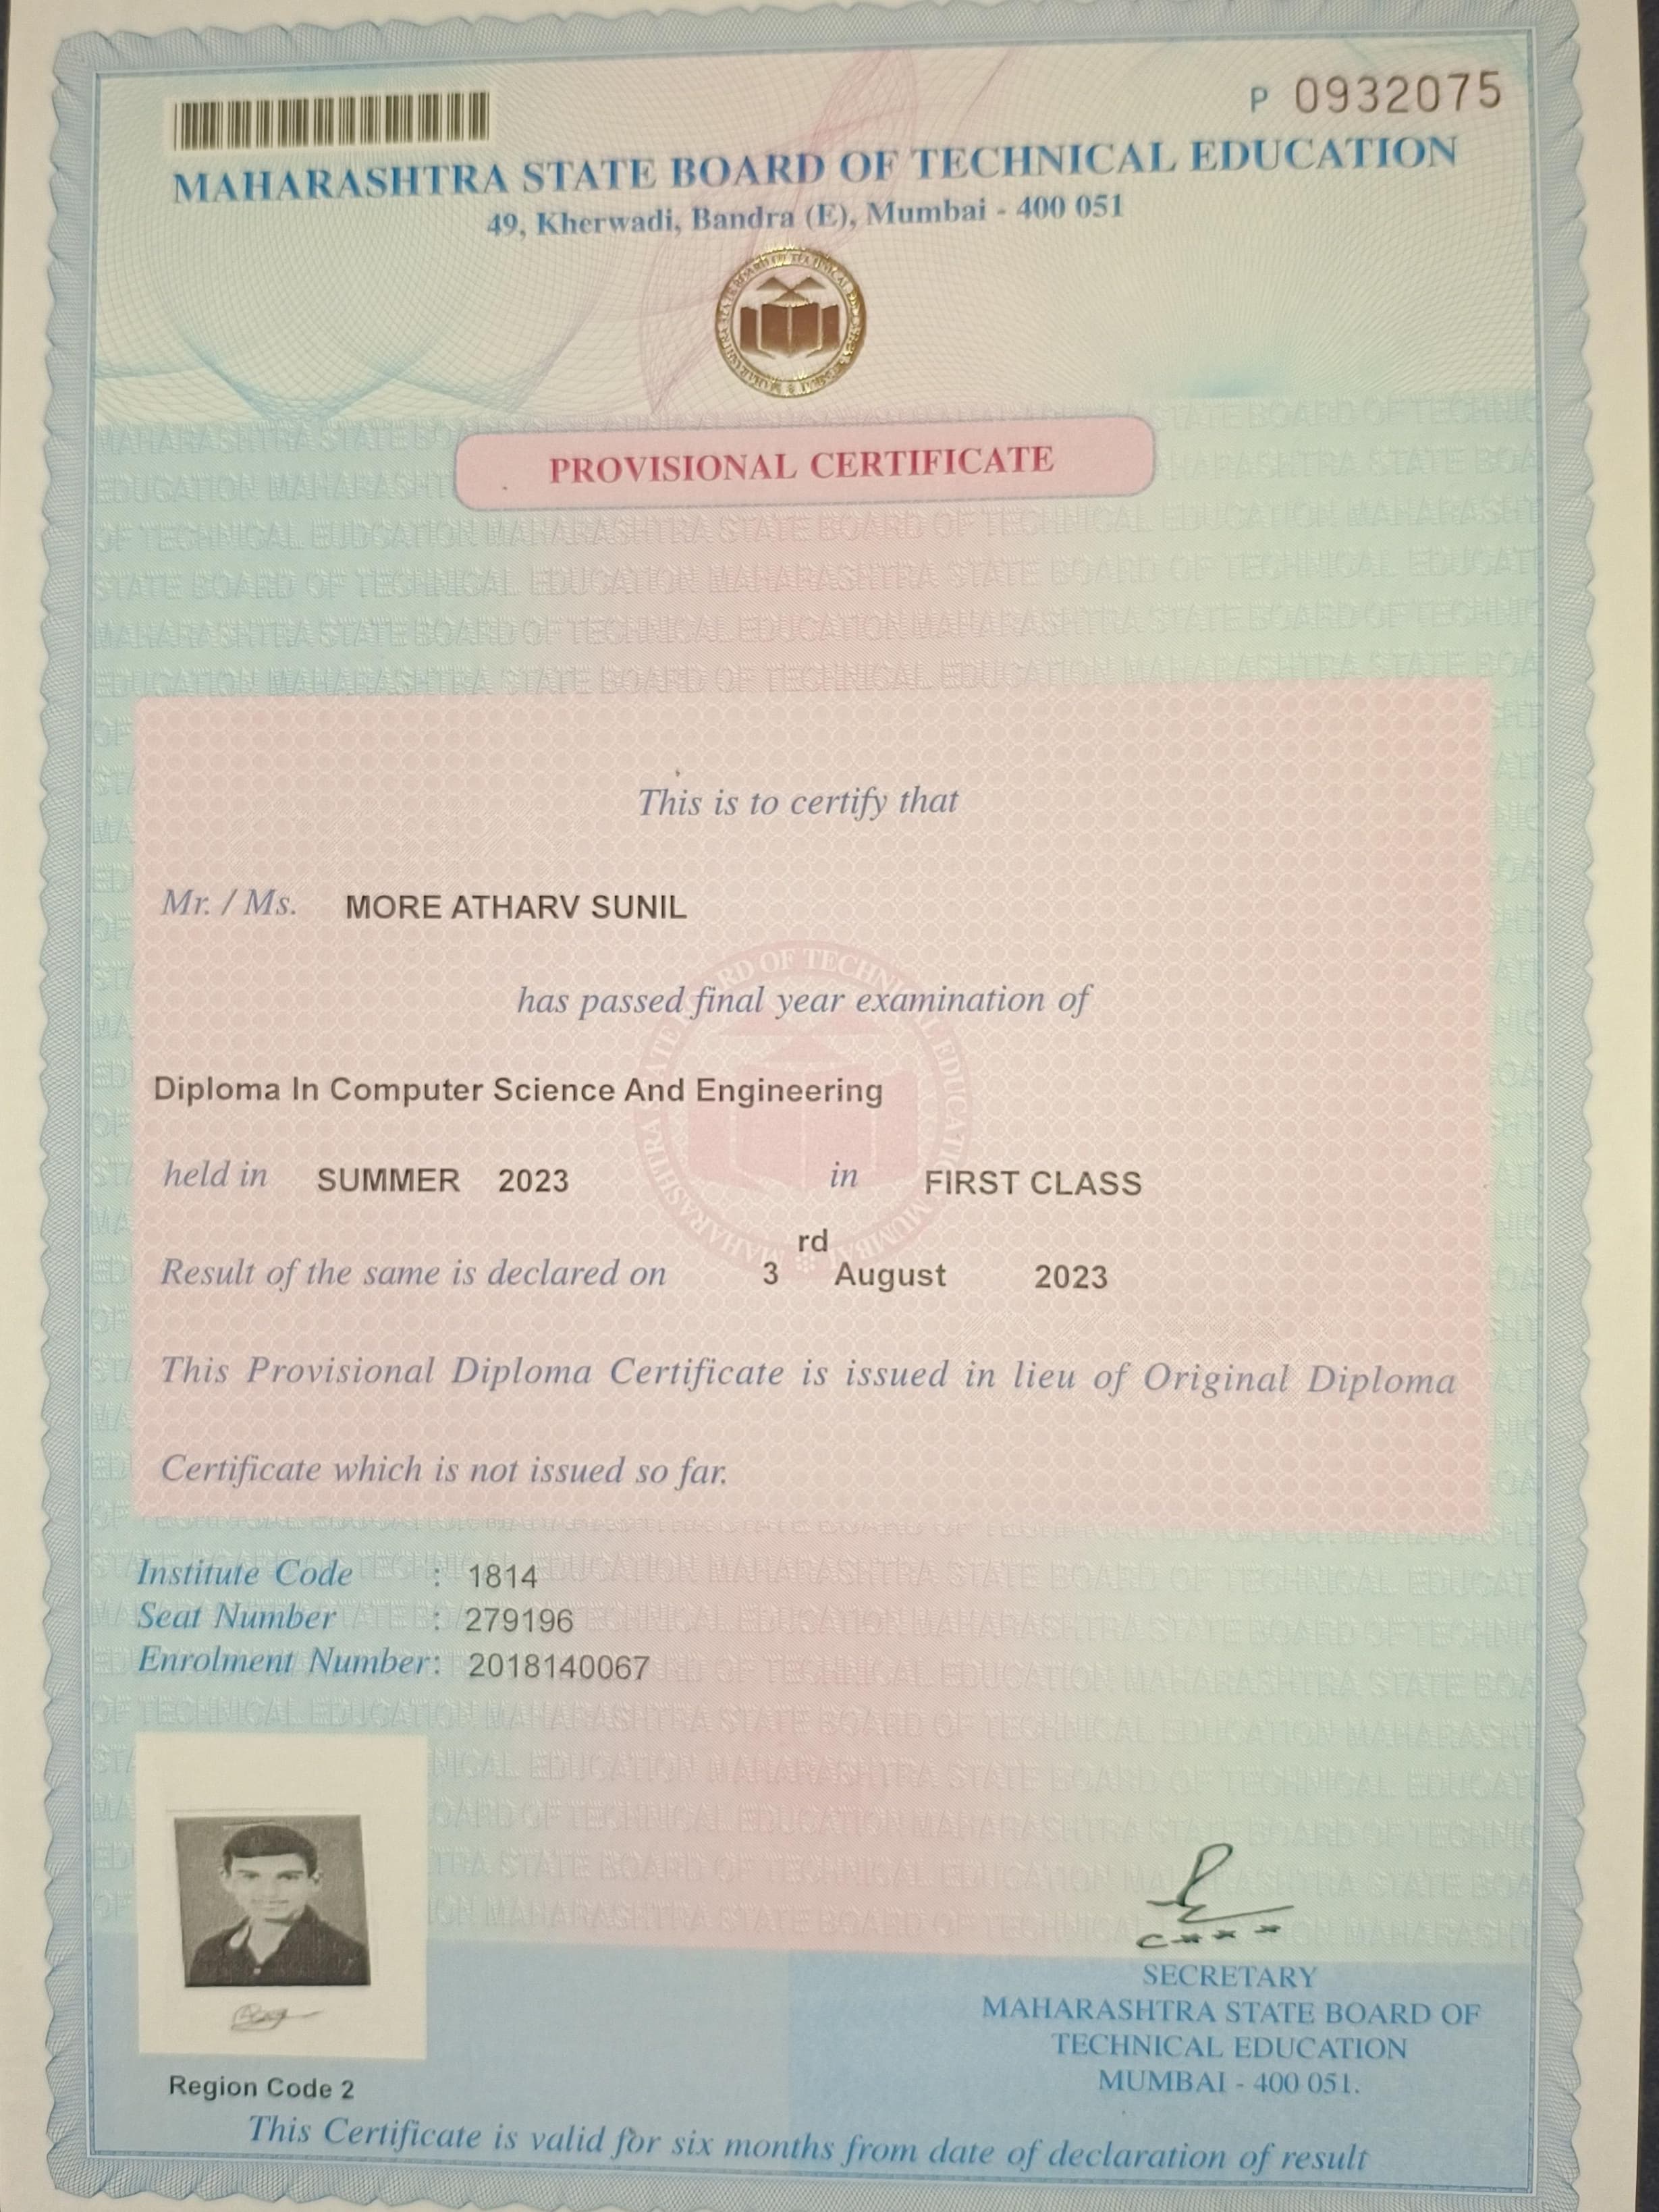 P 0932075
MAHARASHTRA STATE BOARD OF TECHNICAL EDUCATION
49, Kherwadi, Bandra (E), Mumbai - 400 051
PROVISIONAL CERTIFICATE
This is to certify that
Mr. / Ms. MORE ATHARV SUNIL
has passed final year examination of
Diploma In Computer Science And Engineering
held in SUMMER 2023 in FIRST CLASS
Result of the same is declared on 3 rd August 2023
This Provisional Diploma Certificate is issued in lieu of Original Diploma
Certificate which is not issued so far.
Institute Code : 1814
Seat Number : 279196
Enrolment Number: 2018140067
SECRETARY
MAHARASHTRA STATE BOARD OF
TECHNICAL EDUCATION
MUMBAI - 400 051.
Region Code 2
This Certificate is valid for six months from date of declaration of result